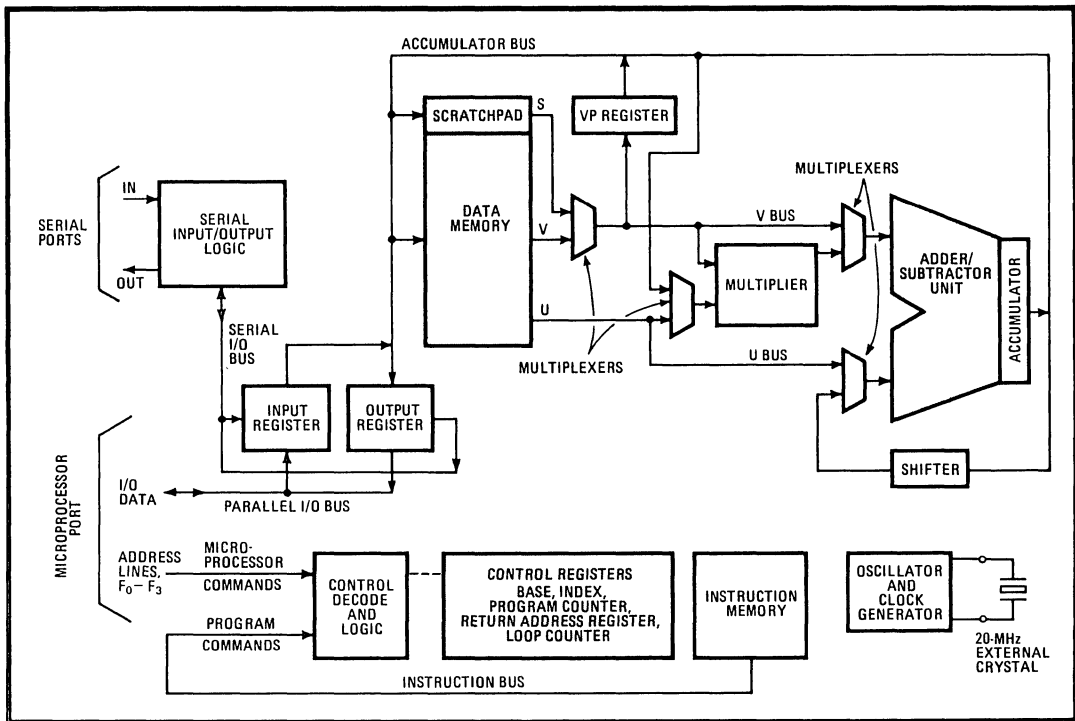 ACCUMULATOR BUS
SCRATCHPAD
S
VP REGISTER
MULTIPLEXERS
SERIAL
PORTS
IN
OUT
SERIAL
INPUT/OUTPUT
LOGIC
DATA
MEMORY
V
U
V BUS
MULTIPLIER
ADDER/
SUBTRACTOR
UNIT
ACCUMULATOR
SERIAL
I/O
BUS
MULTIPLEXERS
U BUS
INPUT
REGISTER
OUTPUT
REGISTER
SHIFTER
MICROPROCESSOR
PORT
I/O
DATA
PARALLEL I/O BUS
ADDRESS
LINES,
F₀–F₃
MICRO-
PROCESSOR
COMMANDS
PROGRAM
COMMANDS
CONTROL
DECODE
AND
LOGIC
CONTROL REGISTERS
BASE, INDEX,
PROGRAM COUNTER,
RETURN ADDRESS REGISTER,
LOOP COUNTER
INSTRUCTION
MEMORY
OSCILLATOR
AND
CLOCK
GENERATOR
20-MHz
EXTERNAL
CRYSTAL
INSTRUCTION BUS